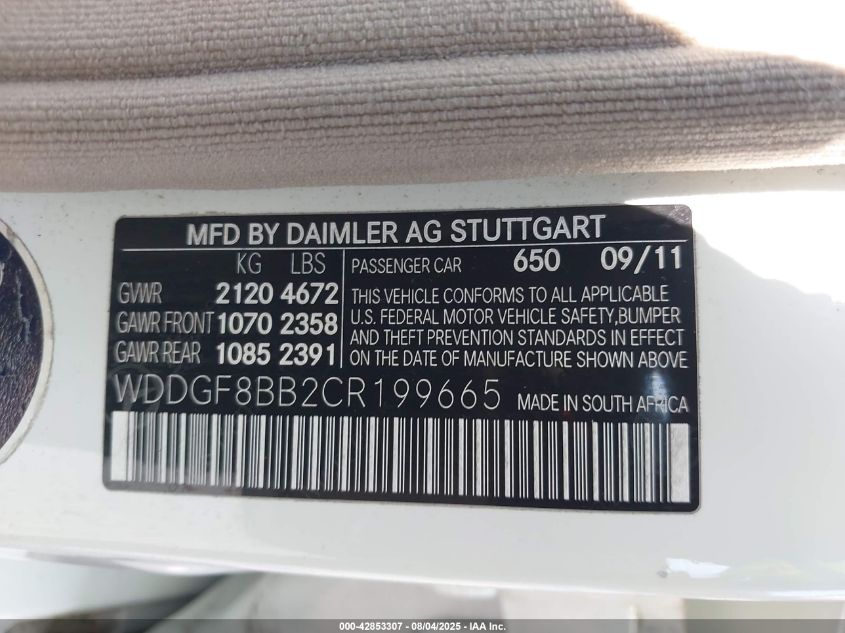 MFD BY DAIMLER AG STUTTGART
KG LBS
GVWR 2120 4672
GAWR FRONT 1070 2358
GAWR REAR 1085 2391
PASSENGER CAR 650 09/11
THIS VEHICLE CONFORMS TO ALL APPLICABLE
U.S. FEDERAL MOTOR VEHICLE SAFETY,BUMPER
AND THEFT PREVENTION STANDARDS IN EFFECT
ON THE DATE OF MANUFACTURE SHOWN ABOVE
WDDGF8BB2CR199665 MADE IN SOUTH AFRICA
000-42853307 - 08/04/2025 - IAA Inc.